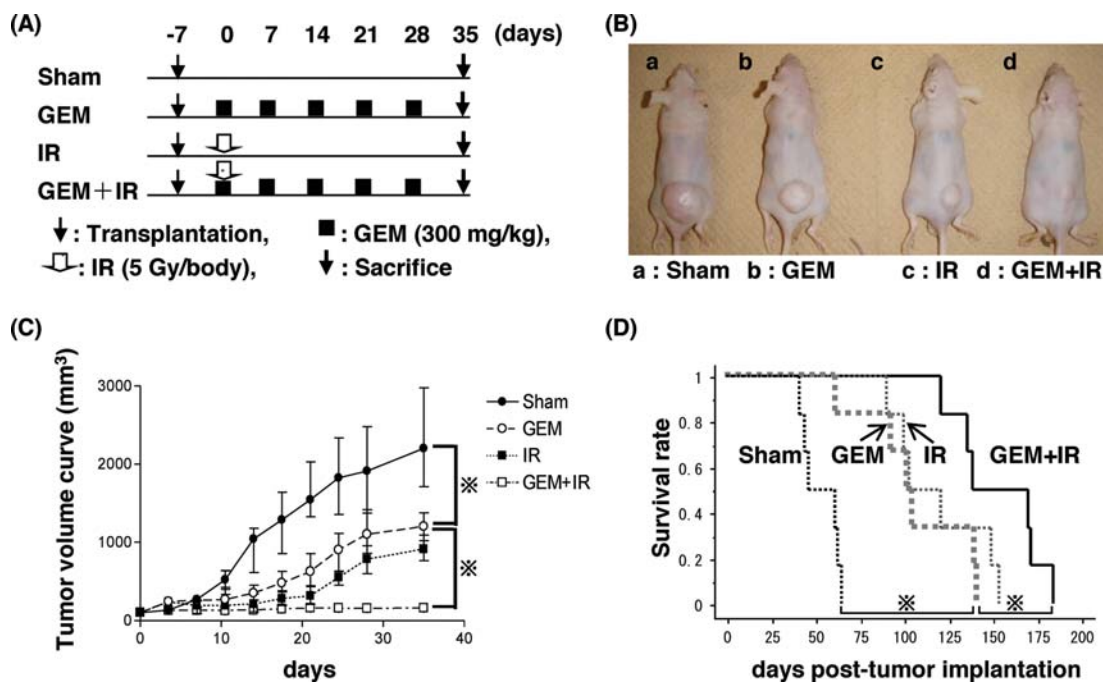 (A)
-7 0 7 14 21 28 35 (days)
Sham
GEM
IR
GEM+IR
: Transplantation, : GEM (300 mg/kg),
: IR (5 Gy/body), : Sacrifice
(B)
a b c d
a : Sham b : GEM c : IR d : GEM+IR
(C)
Tumor volume curve (mm³)
3000
2000
1000
0
0 10 20 30 40
days
Sham
GEM
IR
GEM+IR
※
※
(D)
Survival rate
1
0.8
0.6
0.4
0.2
0
Sham GEM IR GEM+IR
※ ※
0 25 50 75 100 125 150 175 200
days post-tumor implantation